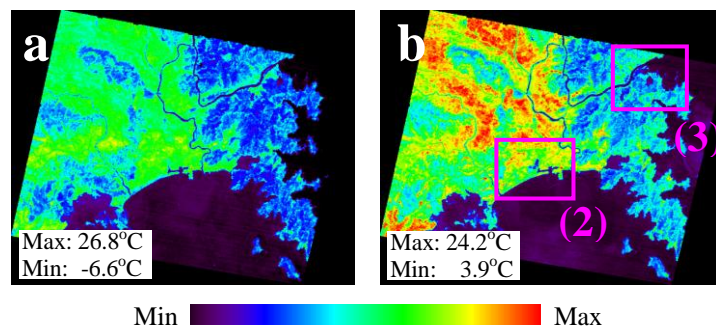 a
b
(3)
(2)
Max: 26.8°C
Min: -6.6°C
Max: 24.2°C
Min: 3.9°C
Min Max